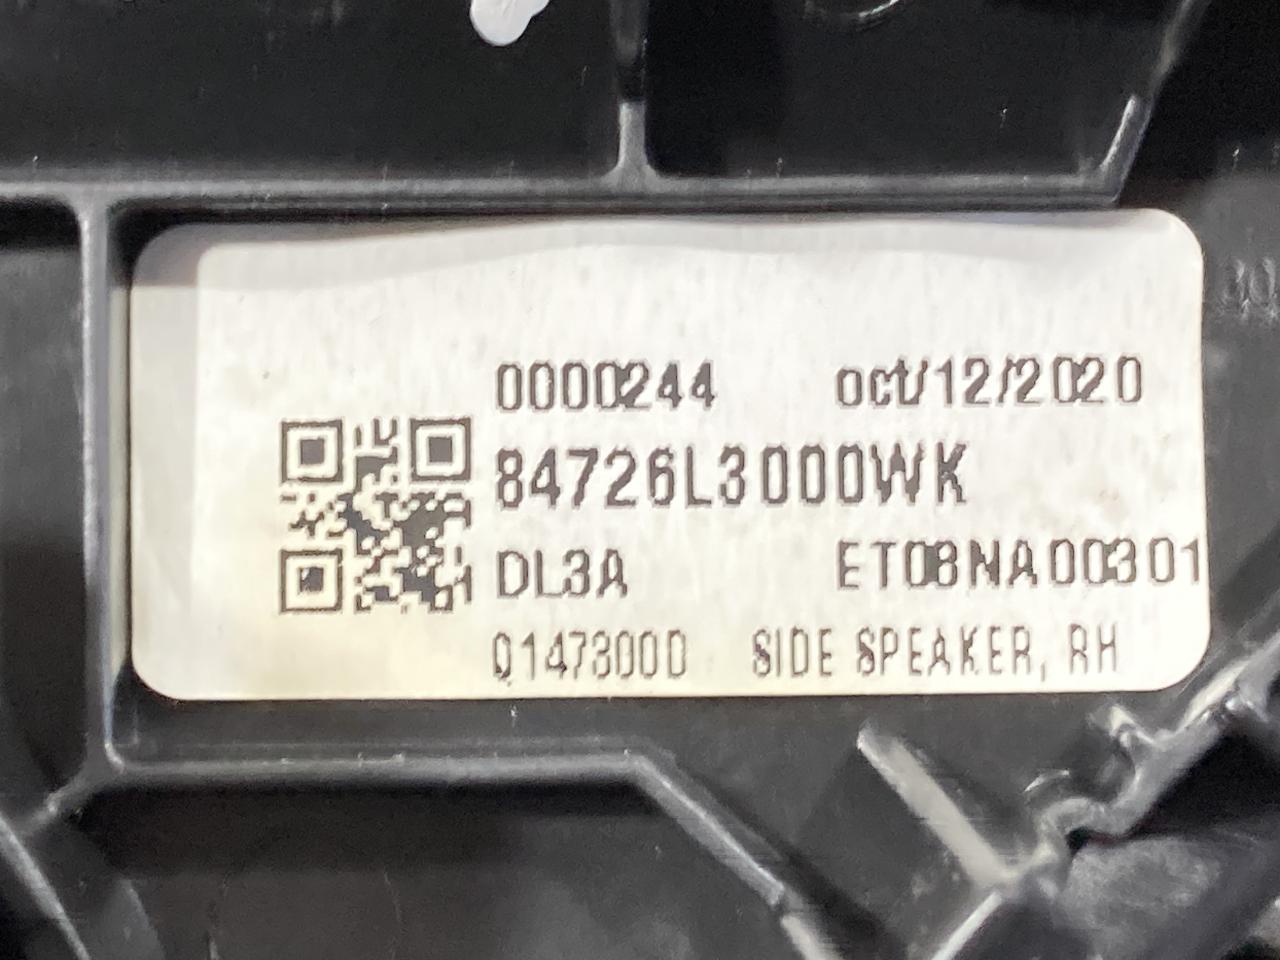 0000244 oct/12/2020
84726L3000WK
DL3A ET08NA00301
Q147300D SIDE SPEAKER, RH